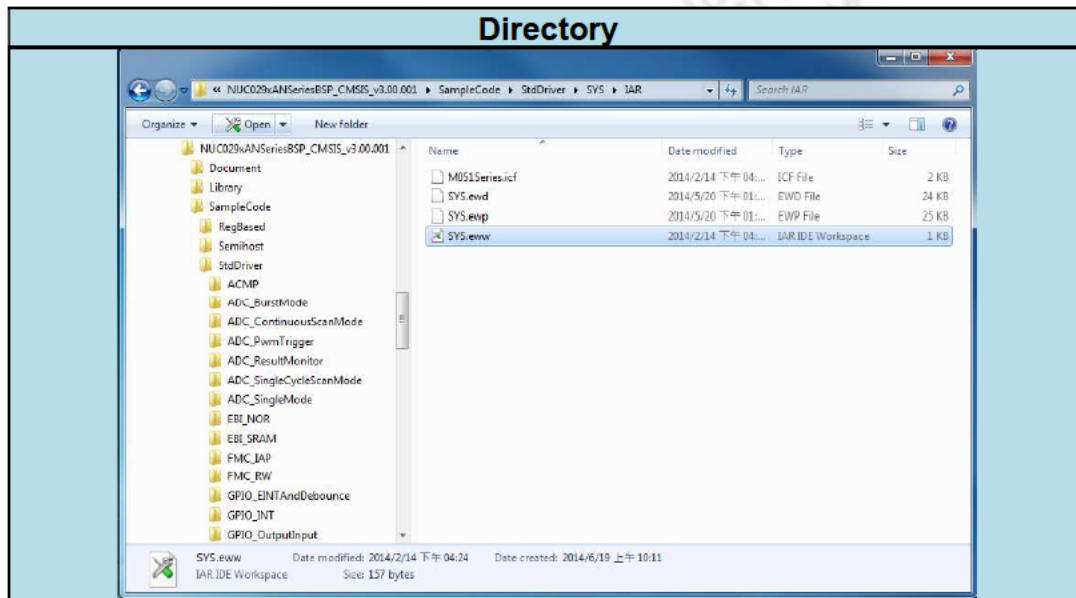 Directory
« NUC029xANSeriesBSP_CMSIS_v3.00.001 ▸ SampleCode ▸ StdDriver ▸ SYS ▸ IAR
Search IAR
Organize ▾ Open ▾ New folder
NUC029xANSeriesBSP_CMSIS_v3.00.001
Document
Library
SampleCode
RegBased
Semihost
StdDriver
ACMP
ADC_BurstMode
ADC_ContinuousScanMode
ADC_PwmTrigger
ADC_ResultMonitor
ADC_SingleCycleScanMode
ADC_SingleMode
EBI_NOR
EBI_SRAM
FMC_IAP
FMC_RW
GPIO_EINTAndDebounce
GPIO_INT
GPIO_OutputInput
Name Date modified Type Size
M051Series.icf 2014/2/14 下午 04:... ICF File 2 KB
SYS.ewd 2014/5/20 下午 01:... EWD File 24 KB
SYS.ewp 2014/5/20 下午 01:... EWP File 25 KB
SYS.eww 2014/2/14 下午 04:... IAR IDE Workspace 1 KB
SYS.eww Date modified: 2014/2/14 下午 04:24 Date created: 2014/6/19 上午 10:11
IAR IDE Workspace Size: 157 bytes